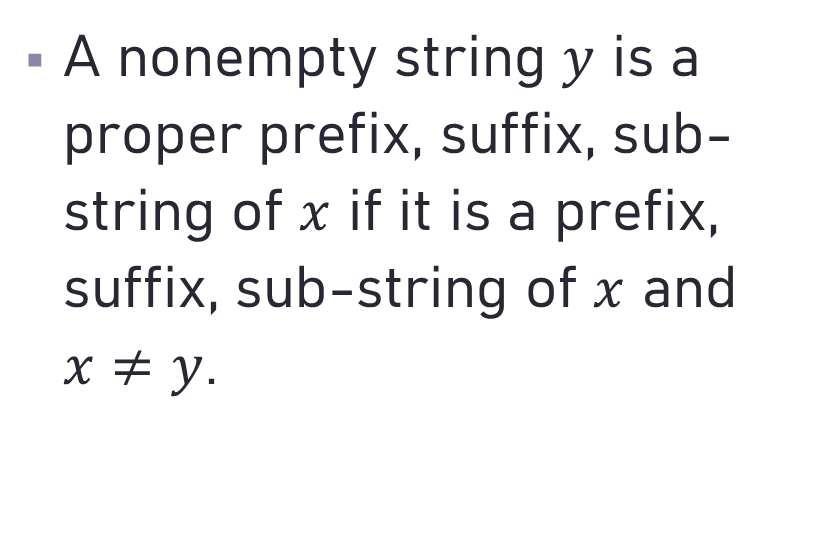 ▪ A nonempty string 𝑦 is a
proper prefix, suffix, sub-
string of 𝑥 if it is a prefix,
suffix, sub-string of 𝑥 and
𝑥 ≠ 𝑦.